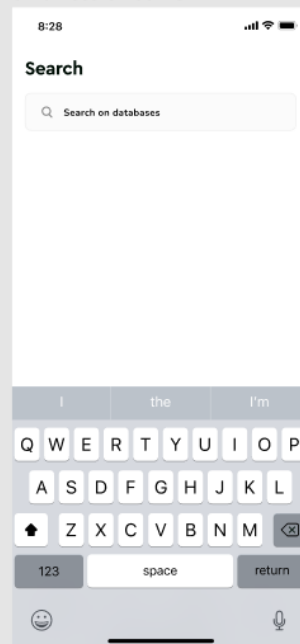 8:28
Search
Search on databases
I the I'm
Q W E R T Y U I O P
A S D F G H J K L
Z X C V B N M
123 space return